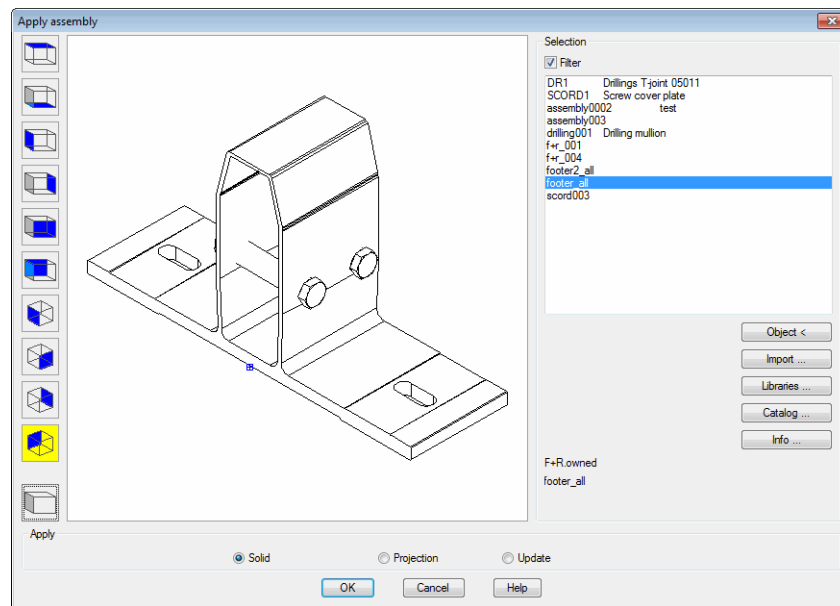 Apply assembly
Selection
Filter
DR1 Drillings T-joint 05011
SCORD1 Screw cover plate
assembly0002 test
assembly003
drilling001 Drilling mullion
f+r_001
f+r_004
footer2_all
footer_all
scord003
Object <
Import ...
Libraries ...
Catalog ...
Info ...
F+R.owned
footer_all
Apply
Solid Projection Update
OK Cancel Help